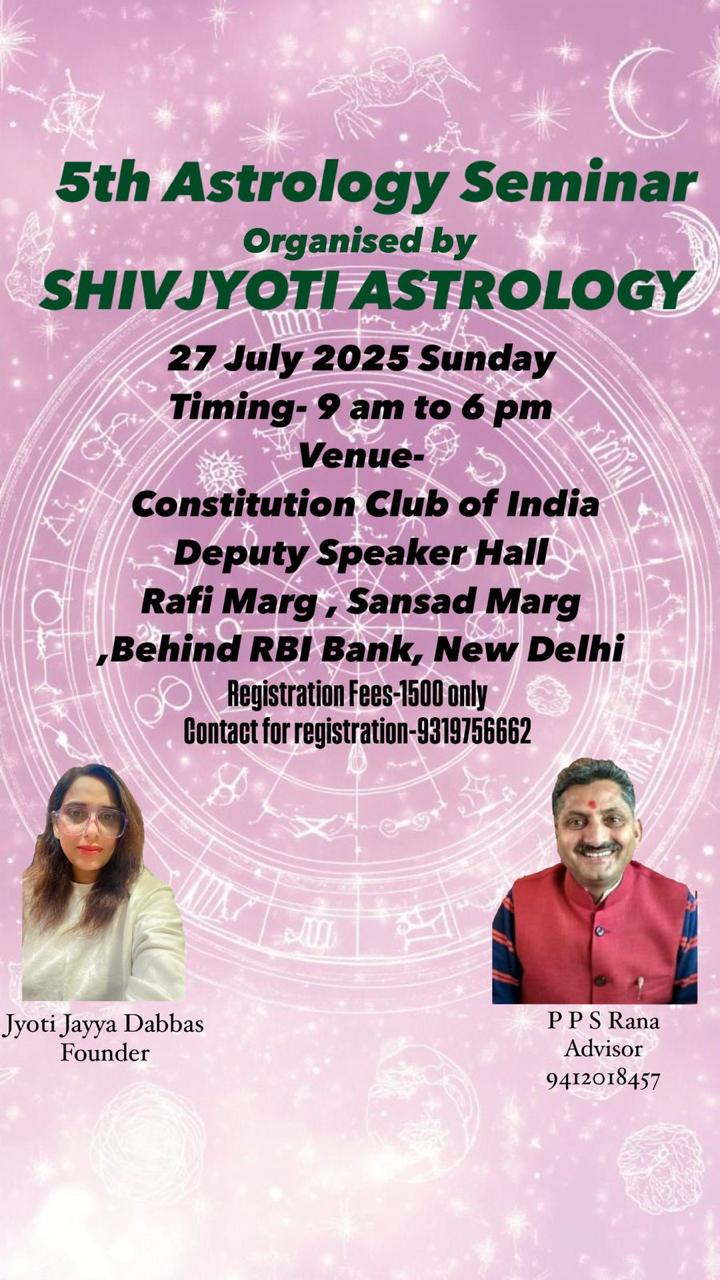 5th Astrology Seminar
Organised by
SHIVJYOTI ASTROLOGY
27 July 2025 Sunday
Timing- 9 am to 6 pm
Venue-
Constitution Club of India
Deputy Speaker Hall
Rafi Marg , Sansad Marg
,Behind RBI Bank, New Delhi
Registration Fees-1500 only
Contact for registration-9319756662
Jyoti Jayya Dabbas
Founder
P P S Rana
Advisor
9412018457